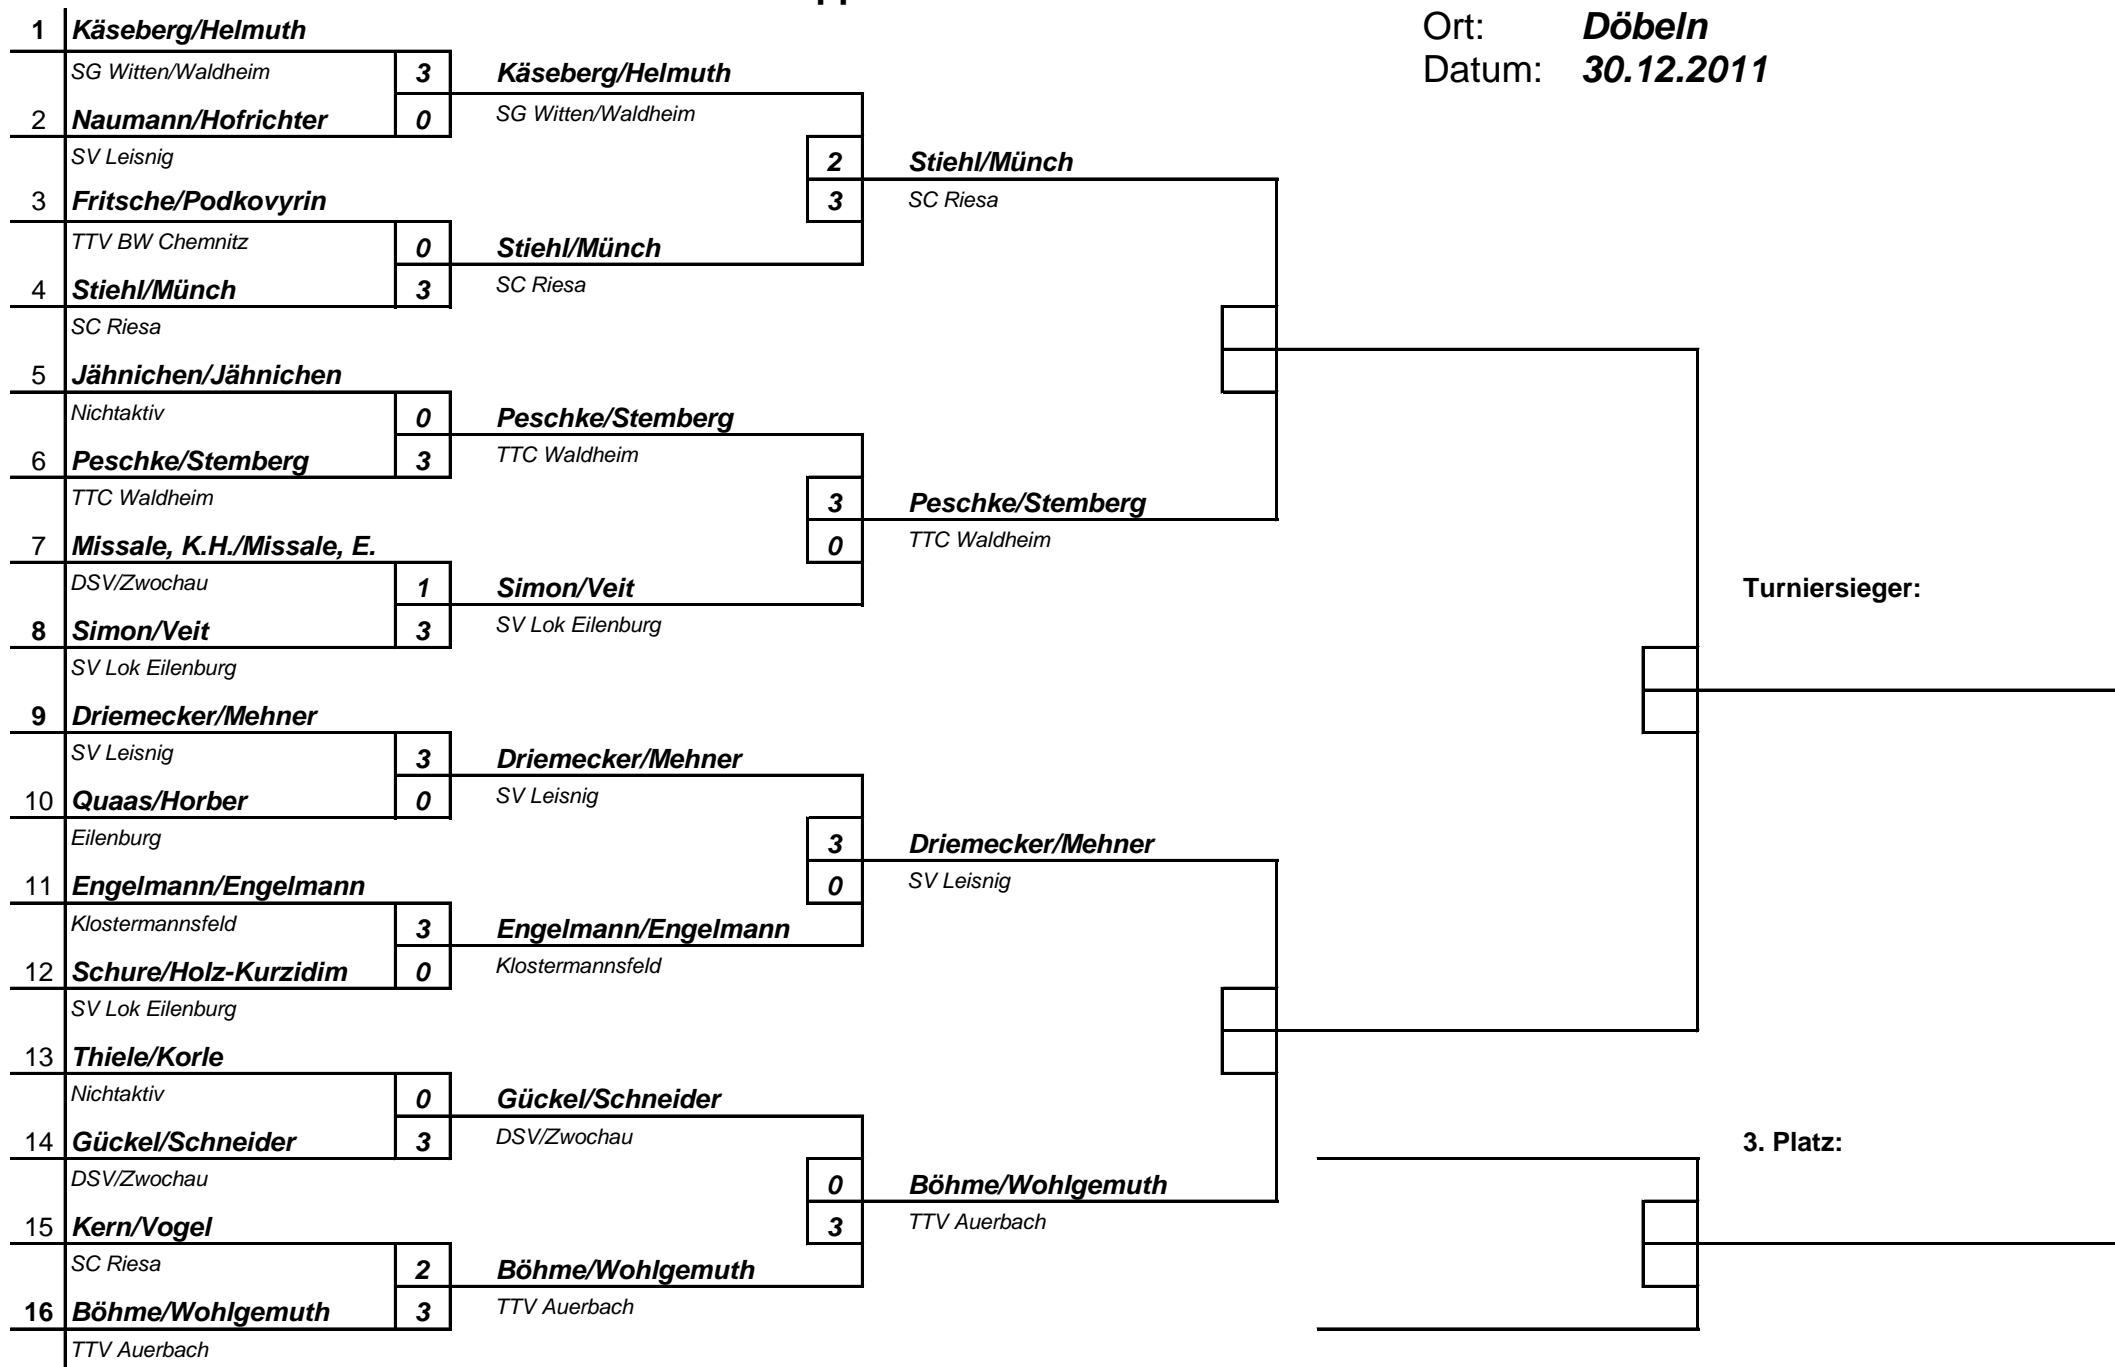 pp
Ort: Döbeln
Datum: 30.12.2011
1 Käseberg/Helmuth
SG Witten/Waldheim 3 Käseberg/Helmuth
2 Naumann/Hofrichter 0 SG Witten/Waldheim
SV Leisnig 2 Stiehl/Münch
3 Fritsche/Podkovyrin 3 SC Riesa
TTV BW Chemnitz 0 Stiehl/Münch
4 Stiehl/Münch 3 SC Riesa
SC Riesa
5 Jähnichen/Jähnichen
Nichtaktiv 0 Peschke/Stemberg
6 Peschke/Stemberg 3 TTC Waldheim
TTC Waldheim 3 Peschke/Stemberg
7 Missale, K.H./Missale, E. 0 TTC Waldheim
DSV/Zwochau 1 Simon/Veit Turniersieger:
8 Simon/Veit 3 SV Lok Eilenburg
SV Lok Eilenburg
9 Driemecker/Mehner
SV Leisnig 3 Driemecker/Mehner
10 Quaas/Horber 0 SV Leisnig
Eilenburg 3 Driemecker/Mehner
11 Engelmann/Engelmann 0 SV Leisnig
Klostermannsfeld 3 Engelmann/Engelmann
12 Schure/Holz-Kurzidim 0 Klostermannsfeld
SV Lok Eilenburg
13 Thiele/Korle
Nichtaktiv 0 Gückel/Schneider
14 Gückel/Schneider 3 DSV/Zwochau 3. Platz:
DSV/Zwochau 0 Böhme/Wohlgemuth
15 Kern/Vogel 3 TTV Auerbach
SC Riesa 2 Böhme/Wohlgemuth
16 Böhme/Wohlgemuth 3 TTV Auerbach
TTV Auerbach